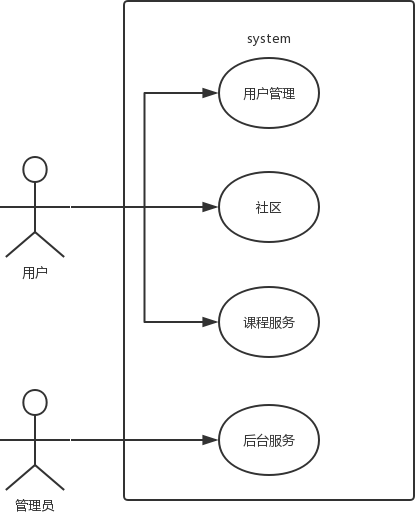 system
用户管理
社区
用户
课程服务
后台服务
管理员